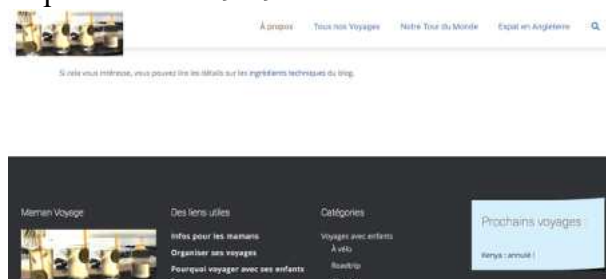 À propos Tous nos Voyages Notre Tour du Monde Expat en Angleterre
Si cela vous intéresse, vous pouvez lire les détails sur les ingrédients techniques du blog.
Maman Voyage
Des liens utiles
Infos pour les mamans
Organiser ses voyages
Pourquoi voyager avec ses enfants
Catégories
Voyages avec enfants
À vélo
Roadtrip
Prochains voyages :
Kenya : annulé !